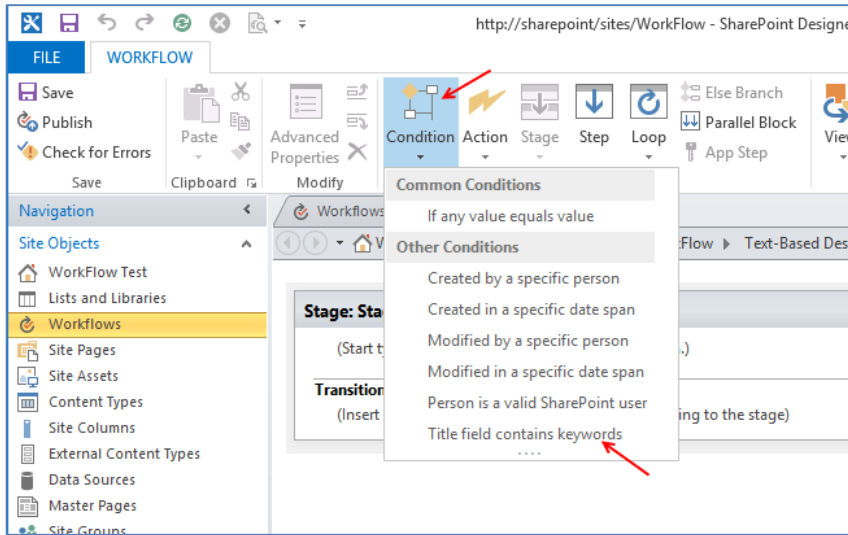 http://sharepoint/sites/WorkFlow - SharePoint Designe
FILE WORKFLOW
Save
Publish
Check for Errors
Save
Paste
Clipboard
Advanced Properties
Modify
Condition Action Stage Step Loop
Else Branch
Parallel Block
App Step
View
Navigation
Site Objects
WorkFlow Test
Lists and Libraries
Workflows
Site Pages
Site Assets
Content Types
Site Columns
External Content Types
Data Sources
Master Pages
Site Groups
Workflows
W
Flow Text-Based Des
Common Conditions
If any value equals value
Other Conditions
Created by a specific person
Created in a specific date span
Modified by a specific person
Modified in a specific date span
Person is a valid SharePoint user
Title field contains keywords
Stage: Sta
(Start t .)
Transition
(Insert ing to the stage)